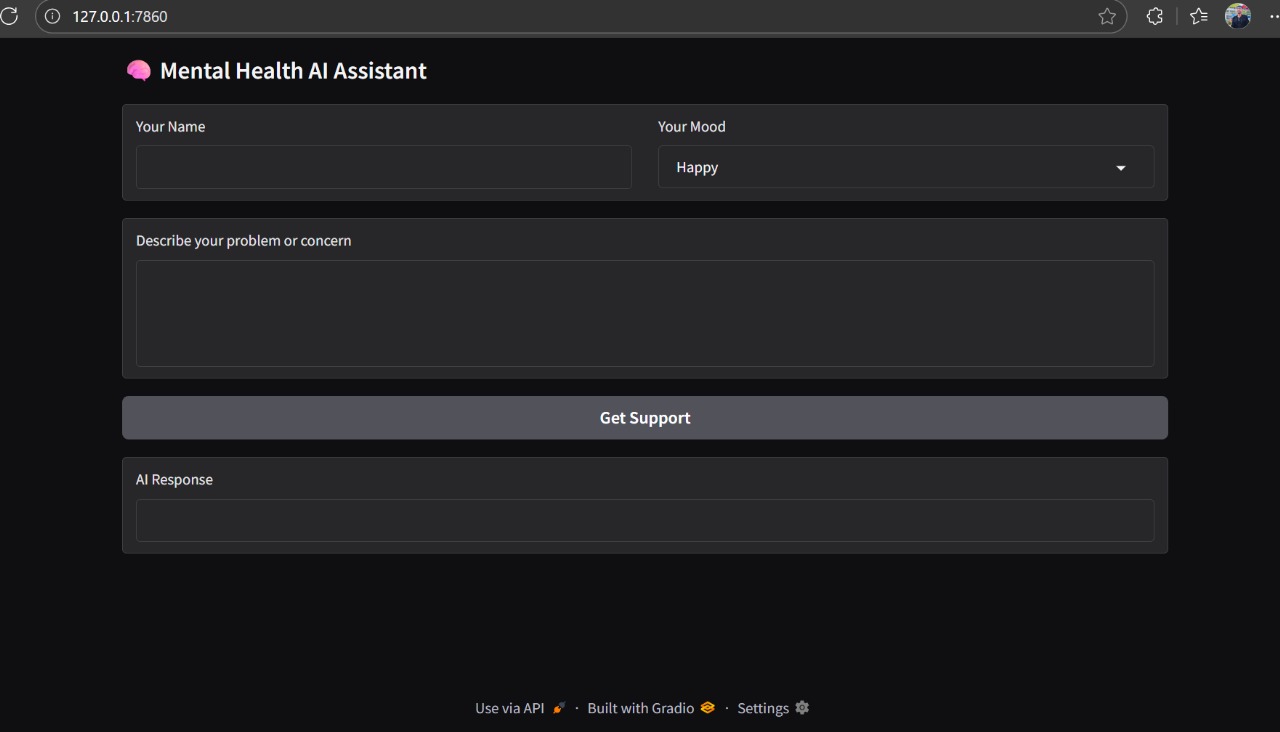 127.0.0.1:7860
🧠 Mental Health AI Assistant
Your Name
Your Mood
Happy
Describe your problem or concern
Get Support
AI Response
Use via API 🚀 · Built with Gradio · Settings ⚙️